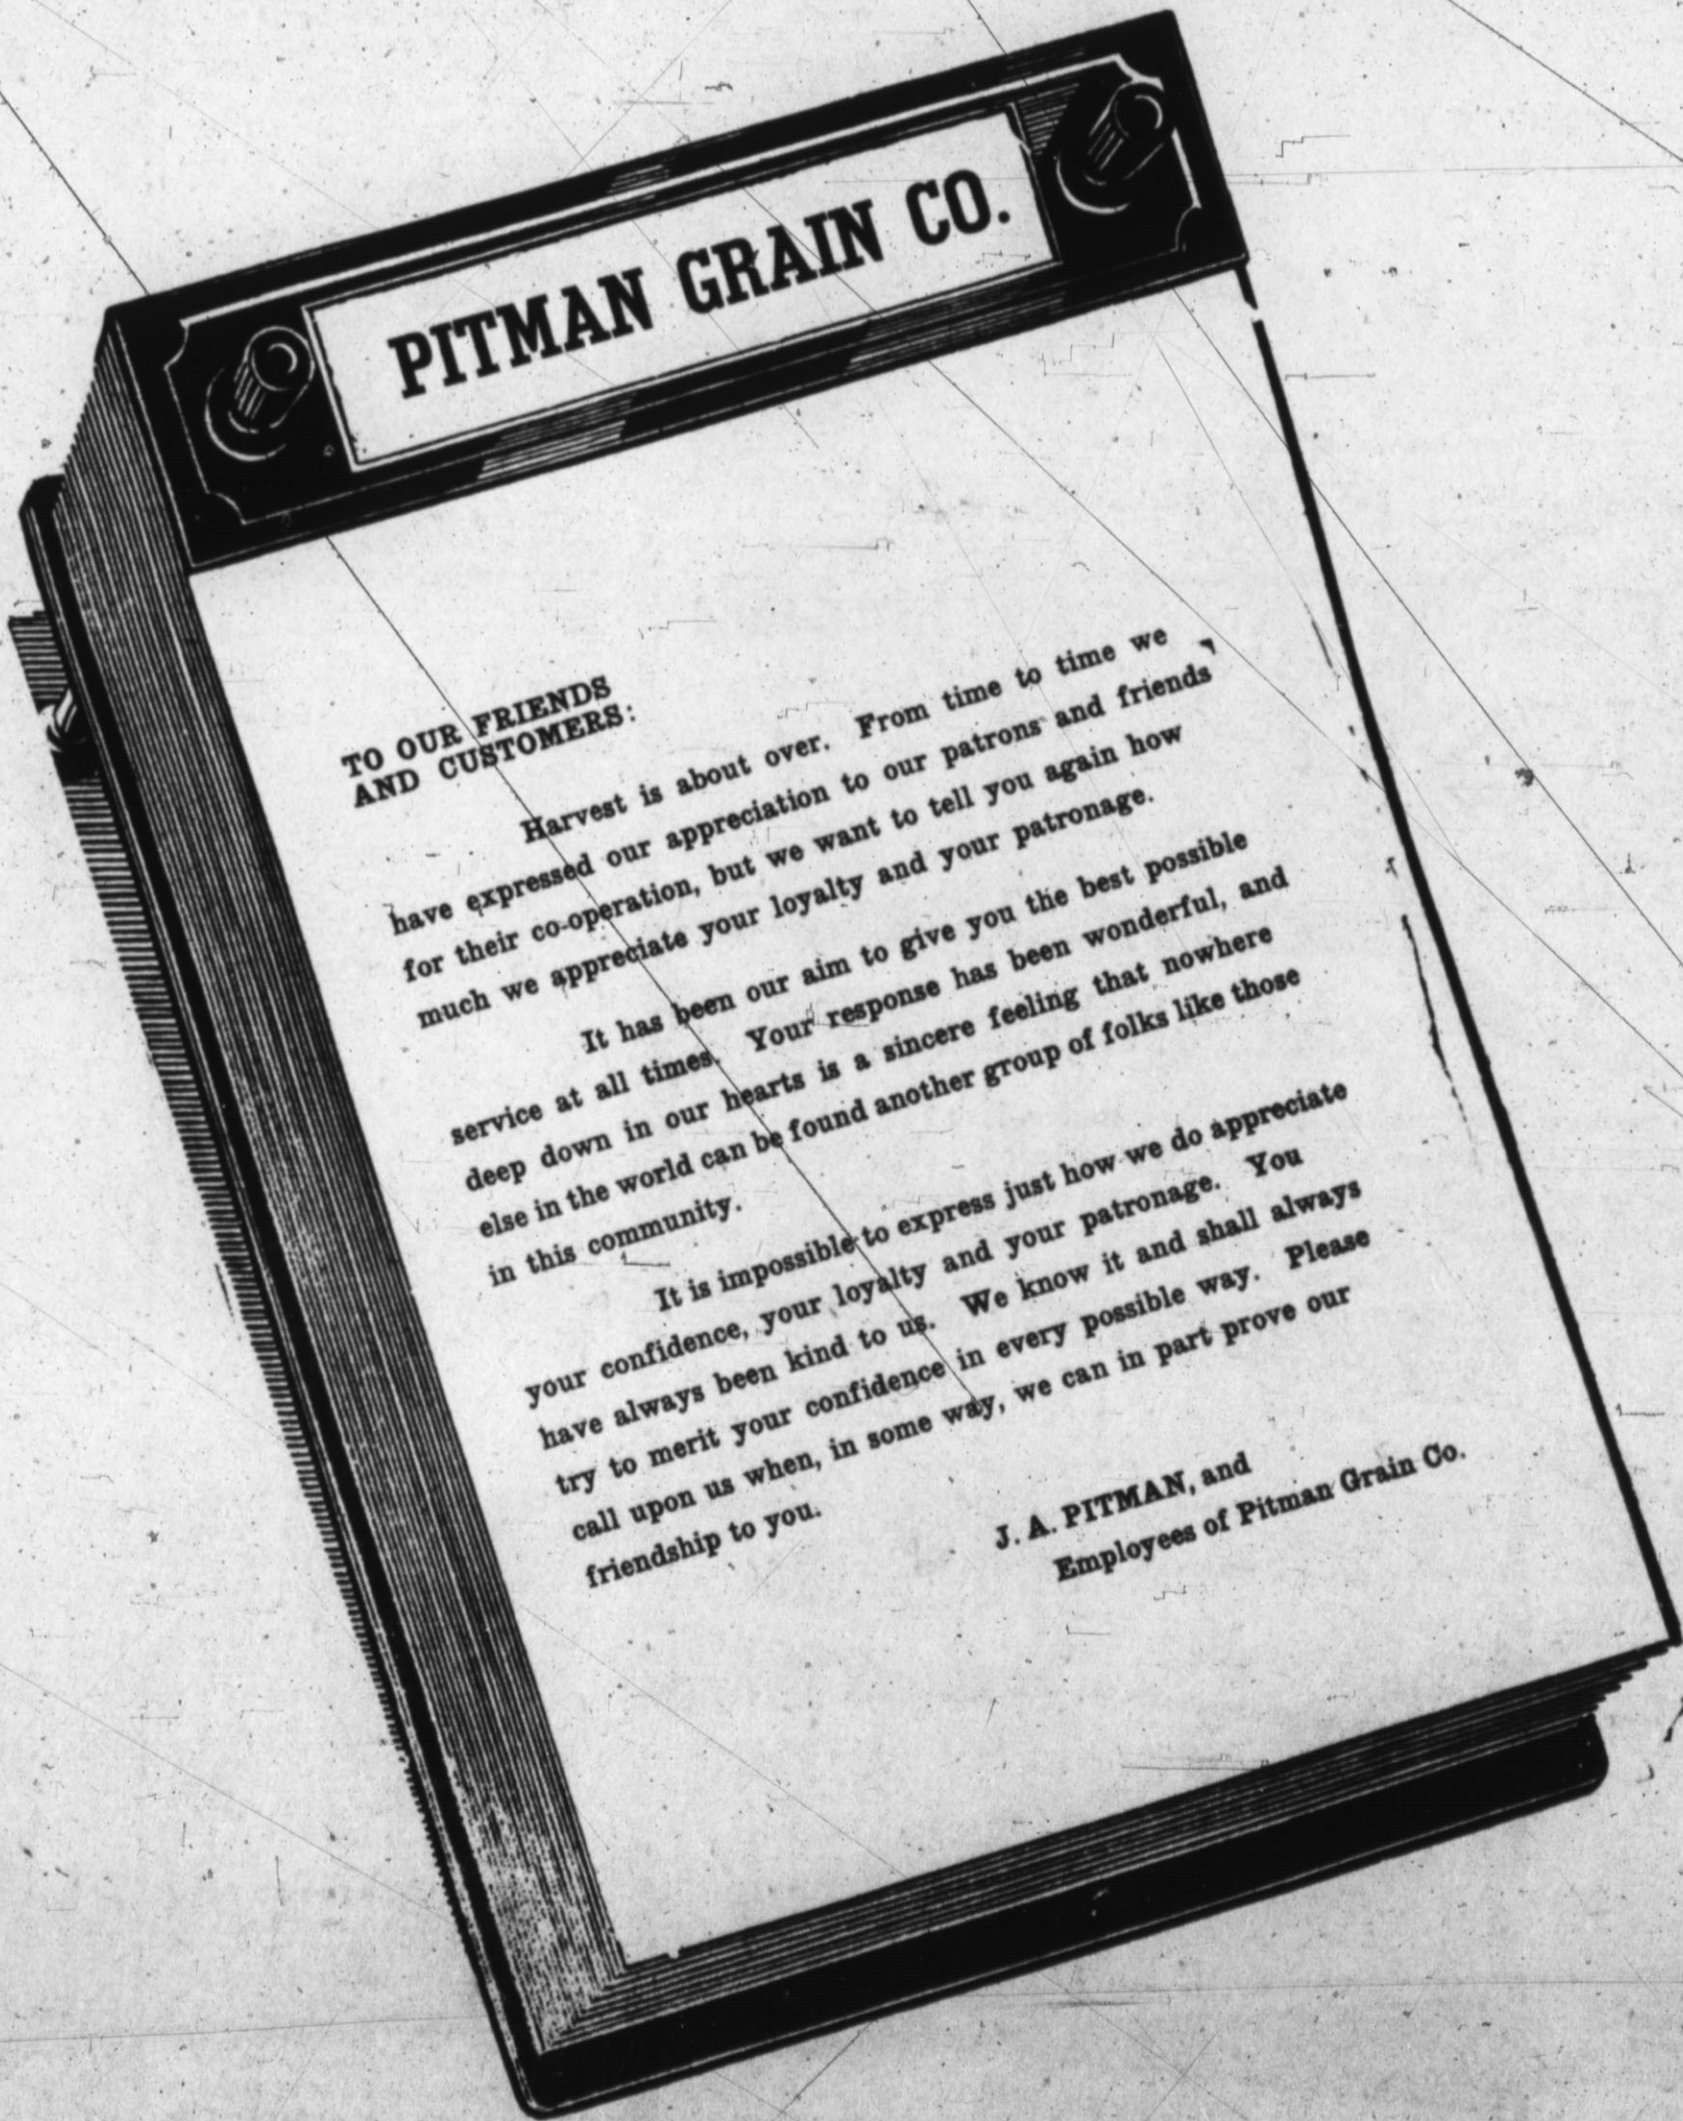 PITMAN GRAIN CO.
TO OUR FRIENDS
AND CUSTOMERS:
Harvest is about over. From time to time we
have expressed our appreciation to our patrons and friends
for their co-operation, but we want to tell you again how
much we appreciate your loyalty and your patronage.
It has been our aim to give you the best possible
service at all times. Your response has been wonderful, and
deep down in our hearts is a sincere feeling that nowhere
else in the world can be found another group of folks like those
in this community.
It is impossible to express just how we do appreciate
your confidence, your loyalty and your patronage. You
have always been kind to us. We know it and shall always
try to merit your confidence in every possible way. Please
call upon us when, in some way, we can in part prove our
friendship to you.
J. A. PITMAN, and
Employees of Pitman Grain Co.